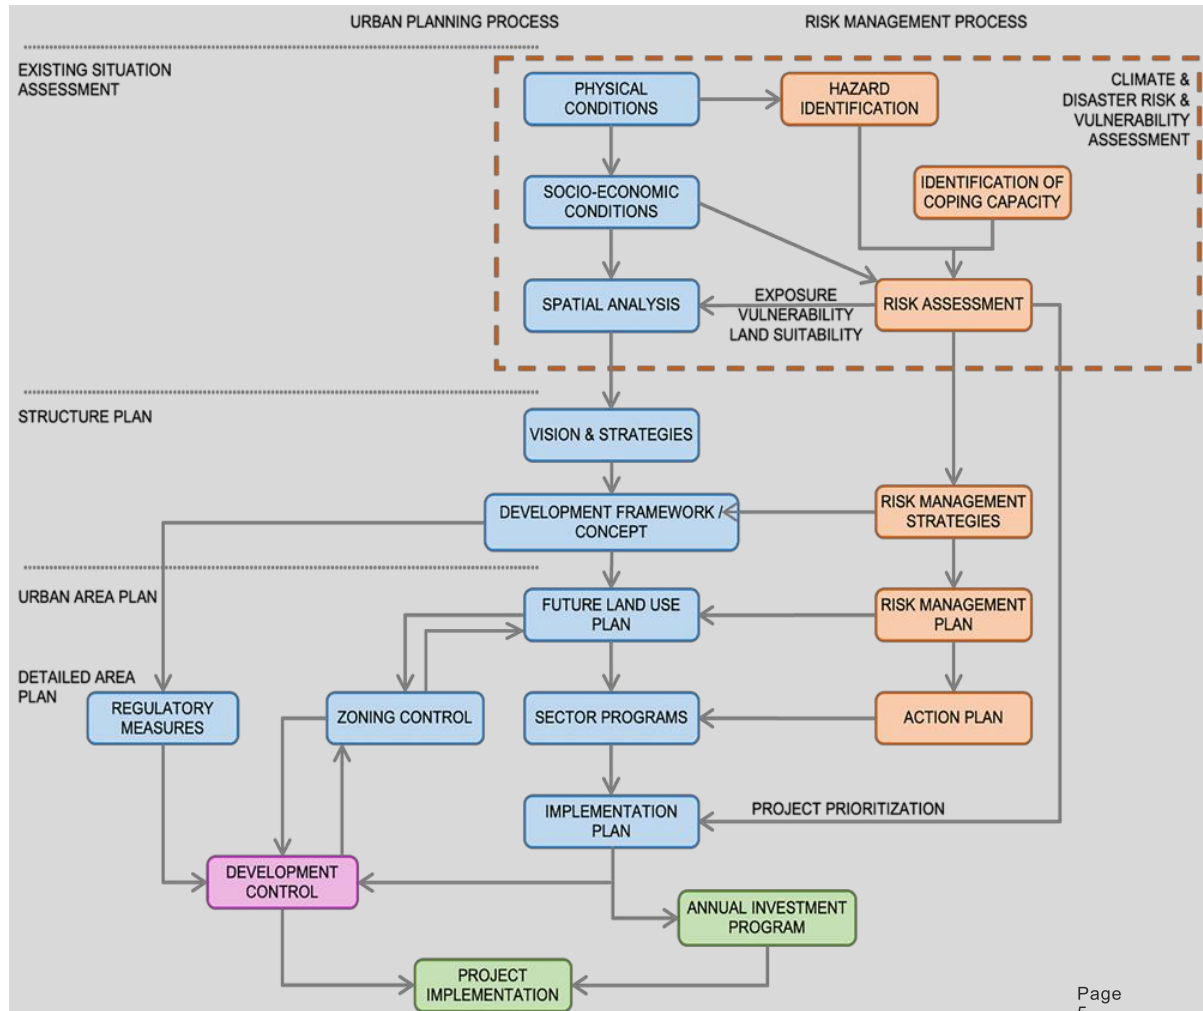 URBAN PLANNING PROCESS
RISK MANAGEMENT PROCESS
EXISTING SITUATION
ASSESSMENT
PHYSICAL
CONDITIONS
HAZARD
IDENTIFICATION
CLIMATE &
DISASTER RISK &
VULNERABILITY
ASSESSMENT
SOCIO-ECONOMIC
CONDITIONS
IDENTIFICATION OF
COPING CAPACITY
SPATIAL ANALYSIS
EXPOSURE
VULNERABILITY
LAND SUITABILITY
RISK ASSESSMENT
STRUCTURE PLAN
VISION & STRATEGIES
DEVELOPMENT FRAMEWORK /
CONCEPT
RISK MANAGEMENT
STRATEGIES
URBAN AREA PLAN
FUTURE LAND USE
PLAN
RISK MANAGEMENT
PLAN
DETAILED AREA
PLAN
REGULATORY
MEASURES
ZONING CONTROL
SECTOR PROGRAMS
ACTION PLAN
IMPLEMENTATION
PLAN
PROJECT PRIORITIZATION
DEVELOPMENT
CONTROL
ANNUAL INVESTMENT
PROGRAM
PROJECT
IMPLEMENTATION
Page